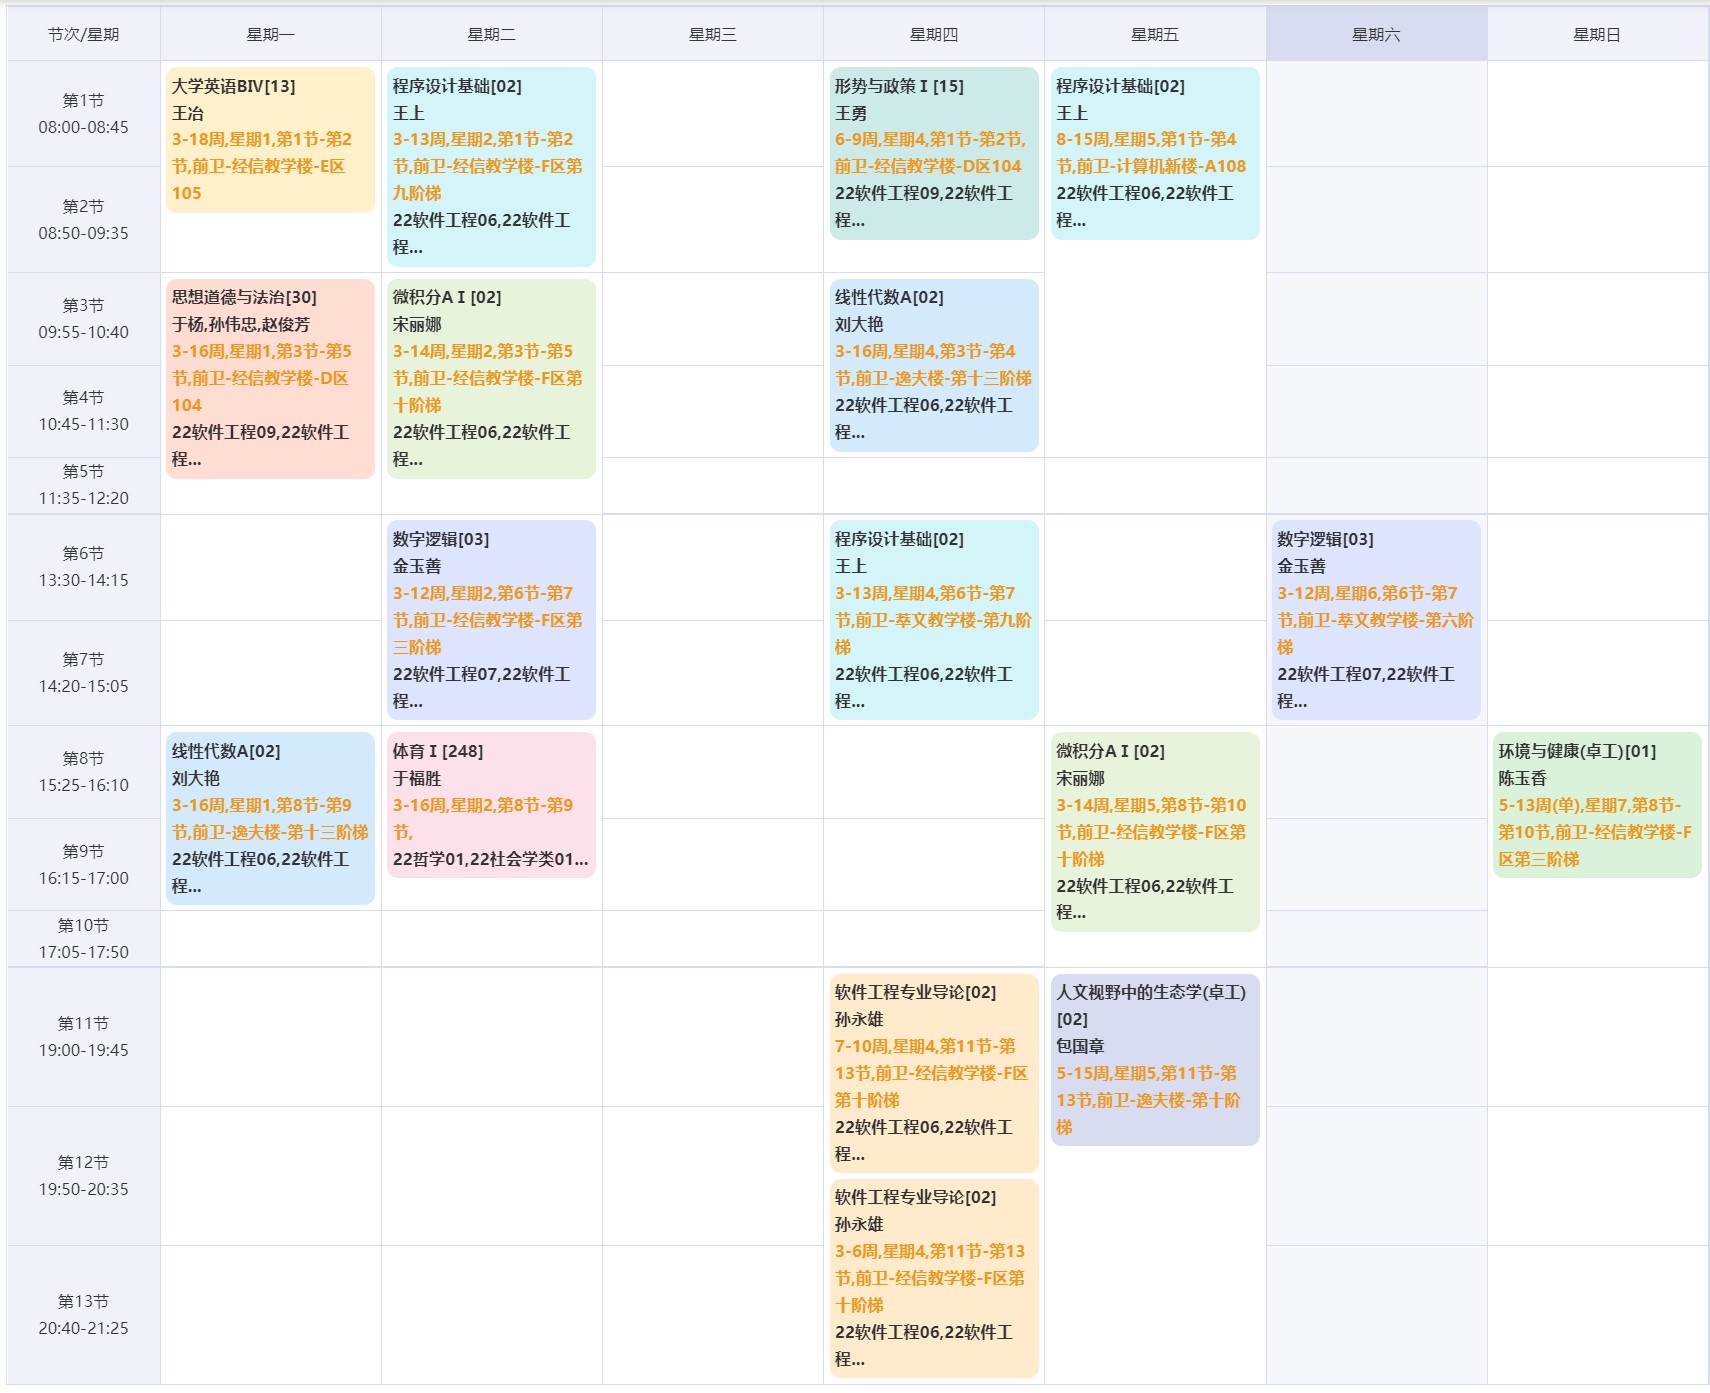 节次/星期
星期一
星期二
星期三
星期四
星期五
星期六
星期日
第1节
08:00-08:45
大学英语BⅣ[13]
王冶
3-18周,星期1,第1节-第2
节,前卫-经信教学楼-E区
105
程序设计基础[02]
王上
3-13周,星期2,第1节-第2
节,前卫-经信教学楼-F区第
九阶梯
22软件工程06,22软件工
程...
形势与政策Ⅰ[15]
王勇
6-9周,星期4,第1节-第2节,
前卫-经信教学楼-D区104
22软件工程09,22软件工
程...
程序设计基础[02]
王上
8-15周,星期5,第1节-第4
节,前卫-计算机新楼-A108
22软件工程06,22软件工
程...
第2节
08:50-09:35
第3节
09:55-10:40
思想道德与法治[30]
于杨,孙伟忠,赵俊芳
3-16周,星期1,第3节-第5
节,前卫-经信教学楼-D区
104
22软件工程09,22软件工
程...
微积分AⅠ[02]
宋丽娜
3-14周,星期2,第3节-第5
节,前卫-经信教学楼-F区第
十阶梯
22软件工程06,22软件工
程...
线性代数A[02]
刘大艳
3-16周,星期4,第3节-第4
节,前卫-逸夫楼-第十三阶梯
22软件工程06,22软件工
程...
第4节
10:45-11:30
第5节
11:35-12:20
第6节
13:30-14:15
数字逻辑[03]
金玉善
3-12周,星期2,第6节-第7
节,前卫-经信教学楼-F区第
三阶梯
22软件工程07,22软件工
程...
程序设计基础[02]
王上
3-13周,星期4,第6节-第7
节,前卫-萃文教学楼-第九阶
梯
22软件工程06,22软件工
程...
数字逻辑[03]
金玉善
3-12周,星期6,第6节-第7
节,前卫-萃文教学楼-第六阶
梯
22软件工程07,22软件工
程...
第7节
14:20-15:05
第8节
15:25-16:10
线性代数A[02]
刘大艳
3-16周,星期1,第8节-第9
节,前卫-逸夫楼-第十三阶梯
22软件工程06,22软件工
程...
体育Ⅰ[248]
于福胜
3-16周,星期2,第8节-第9
节,
22哲学01,22社会学类01...
微积分AⅠ[02]
宋丽娜
3-14周,星期5,第8节-第10
节,前卫-经信教学楼-F区第
十阶梯
22软件工程06,22软件工
程...
环境与健康(卓工)[01]
陈玉香
5-13周(单),星期7,第8节-
第10节,前卫-经信教学楼-F
区第三阶梯
第9节
16:15-17:00
第10节
17:05-17:50
第11节
19:00-19:45
软件工程专业导论[02]
孙永雄
7-10周,星期4,第11节-第
13节,前卫-经信教学楼-F区
第十阶梯
22软件工程06,22软件工
程...
人文视野中的生态学(卓工)
[02]
包国章
5-15周,星期5,第11节-第
13节,前卫-逸夫楼-第十阶
梯
第12节
19:50-20:35
软件工程专业导论[02]
孙永雄
3-6周,星期4,第11节-第13
节,前卫-经信教学楼-F区第
十阶梯
22软件工程06,22软件工
程...
第13节
20:40-21:25